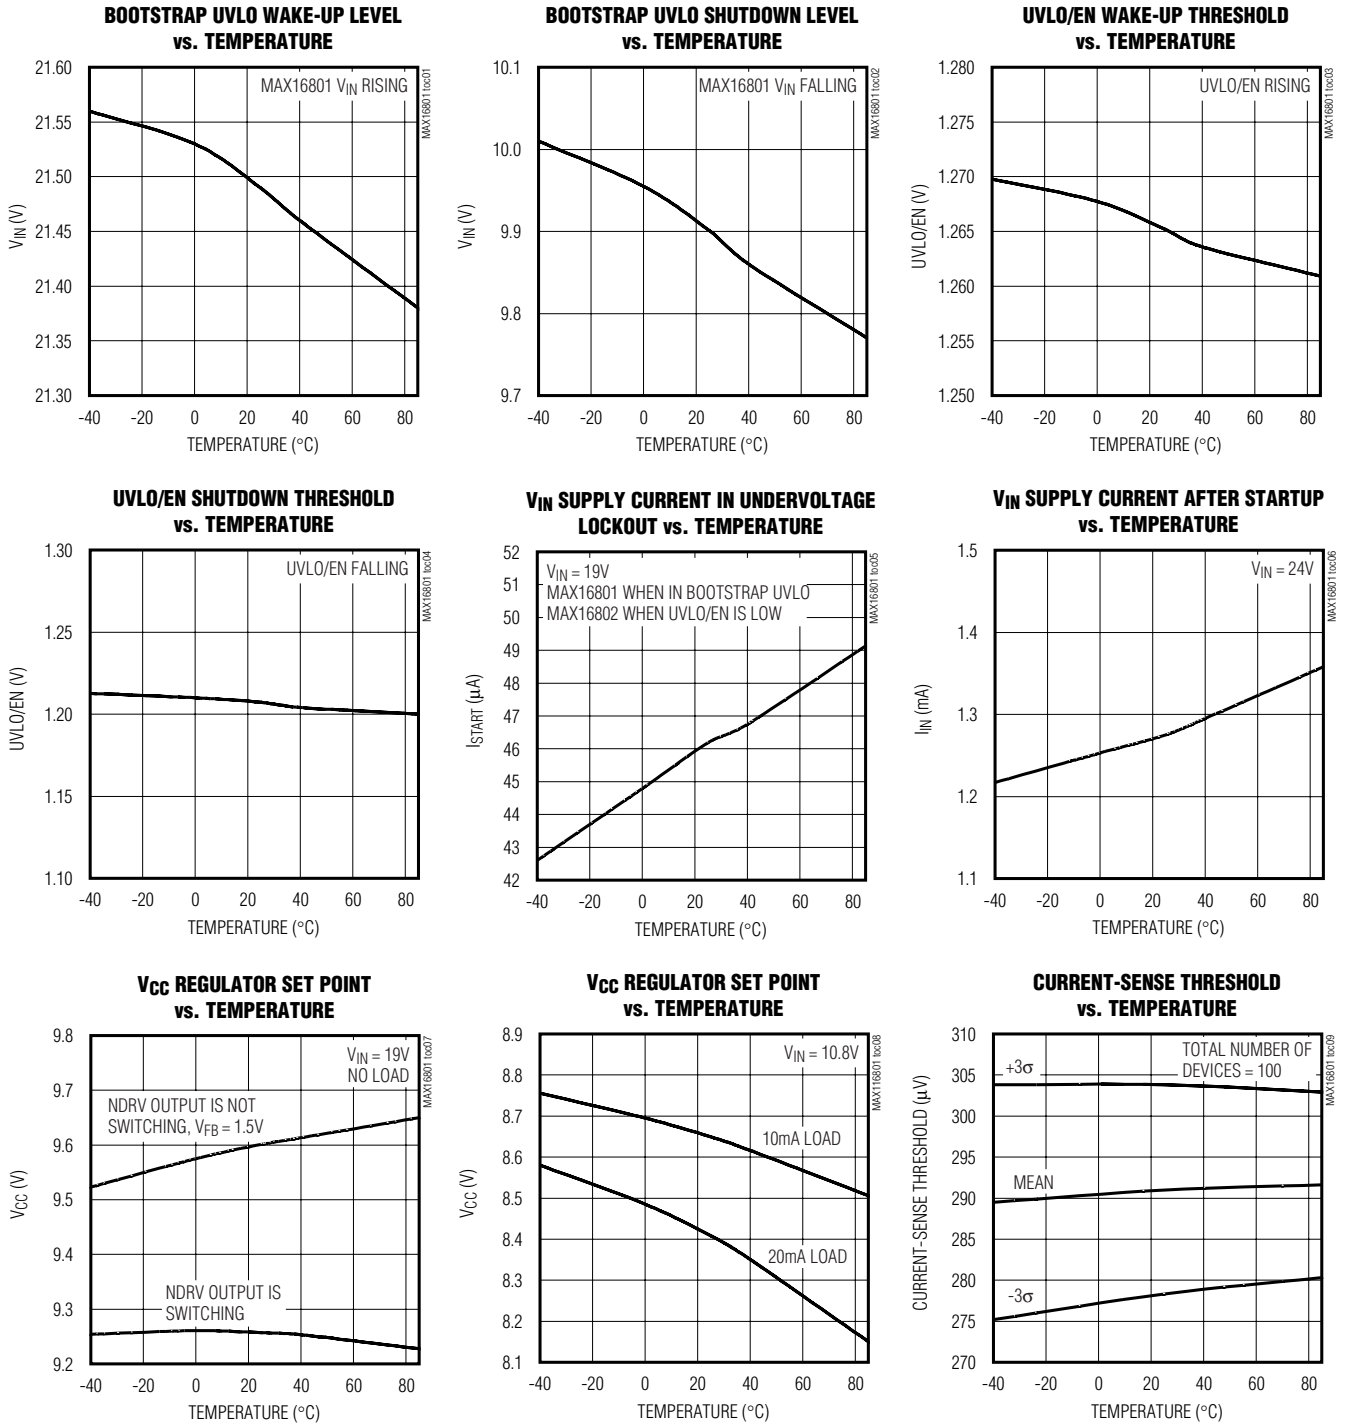 BOOTSTRAP UVLO WAKE-UP LEVEL
vs. TEMPERATURE
MAX16801 VIN RISING
MAX16801 toc01
VIN (V)
21.60
21.55
21.50
21.45
21.40
21.35
21.30
-40 -20 0 20 40 60 80
TEMPERATURE (°C)
BOOTSTRAP UVLO SHUTDOWN LEVEL
vs. TEMPERATURE
MAX16801 VIN FALLING
MAX16801 toc02
VIN (V)
10.1
10.0
9.9
9.8
9.7
-40 -20 0 20 40 60 80
TEMPERATURE (°C)
UVLO/EN WAKE-UP THRESHOLD
vs. TEMPERATURE
UVLO/EN RISING
MAX16801 toc03
UVLO/EN (V)
1.280
1.275
1.270
1.265
1.260
1.255
1.250
-40 -20 0 20 40 60 80
TEMPERATURE (°C)
UVLO/EN SHUTDOWN THRESHOLD
vs. TEMPERATURE
UVLO/EN FALLING
MAX16801 toc04
UVLO/EN (V)
1.30
1.25
1.20
1.15
1.10
-40 -20 0 20 40 60 80
TEMPERATURE (°C)
VIN SUPPLY CURRENT IN UNDERVOLTAGE
LOCKOUT vs. TEMPERATURE
VIN = 19V
MAX16801 WHEN IN BOOTSTRAP UVLO
MAX16802 WHEN UVLO/EN IS LOW
MAX16801 toc05
ISTART (µA)
52
51
50
49
48
47
46
45
44
43
42
-40 -20 0 20 40 60 80
TEMPERATURE (°C)
VIN SUPPLY CURRENT AFTER STARTUP
vs. TEMPERATURE
VIN = 24V
MAX16801 toc06
IIN (mA)
1.5
1.4
1.3
1.2
1.1
-40 -20 0 20 40 60 80
TEMPERATURE (°C)
VCC REGULATOR SET POINT
vs. TEMPERATURE
VIN = 19V
NO LOAD
NDRV OUTPUT IS NOT
SWITCHING, VFB = 1.5V
NDRV OUTPUT IS
SWITCHING
MAX16801 toc07
VCC (V)
9.8
9.7
9.6
9.5
9.4
9.3
9.2
-40 -20 0 20 40 60 80
TEMPERATURE (°C)
VCC REGULATOR SET POINT
vs. TEMPERATURE
VIN = 10.8V
10mA LOAD
20mA LOAD
MAX116801 toc08
VCC (V)
8.9
8.8
8.7
8.6
8.5
8.4
8.3
8.2
8.1
-40 -20 0 20 40 60 80
TEMPERATURE (°C)
CURRENT-SENSE THRESHOLD
vs. TEMPERATURE
TOTAL NUMBER OF
DEVICES = 100
+3σ
MEAN
-3σ
MAX16801 toc09
CURRENT-SENSE THRESHOLD (µV)
310
305
300
295
290
285
280
275
270
-40 -20 0 20 40 60 80
TEMPERATURE (°C)